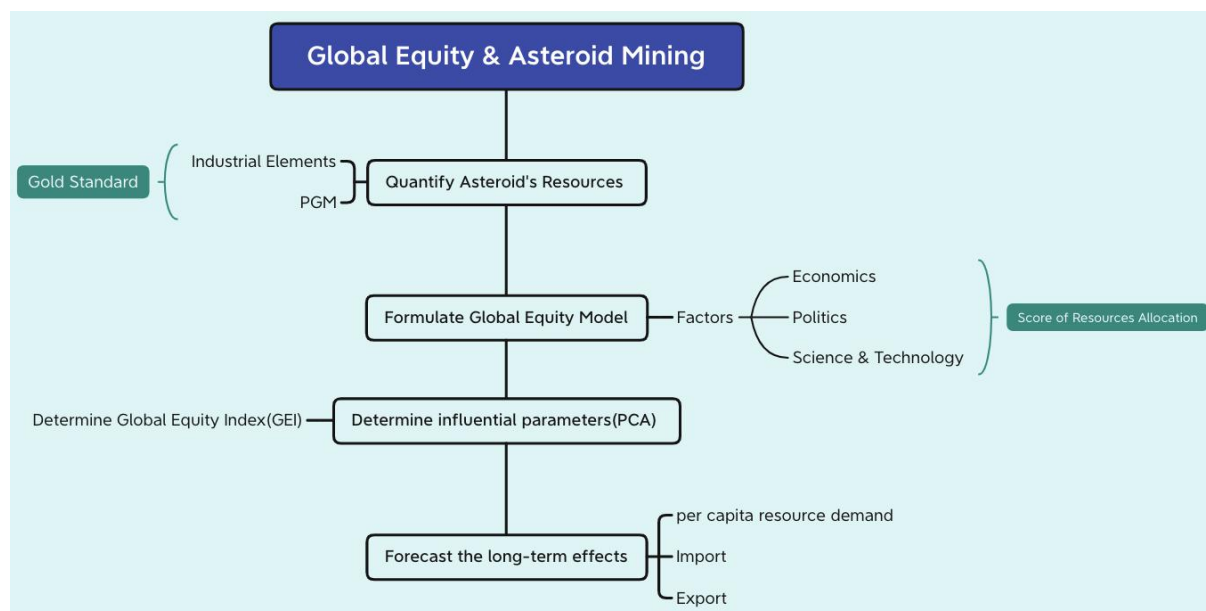 Global Equity & Asteroid Mining
Gold Standard
Industrial Elements
PGM
Quantify Asteroid's Resources
Formulate Global Equity Model
Factors
Economics
Politics
Science & Technology
Score of Resources Allocation
Determine Global Equity Index(GEI)
Determine influential parameters(PCA)
Forecast the long-term effects
per capita resource demand
Import
Export